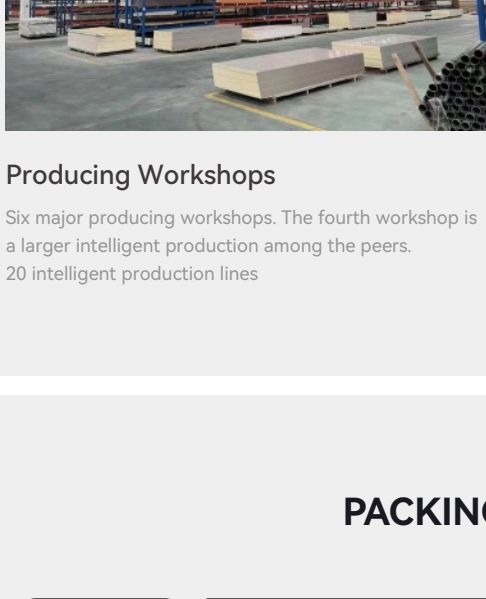 Producing Workshops
Six major producing workshops. The fourth workshop is
a larger intelligent production among the peers.
20 intelligent production lines
PACKING